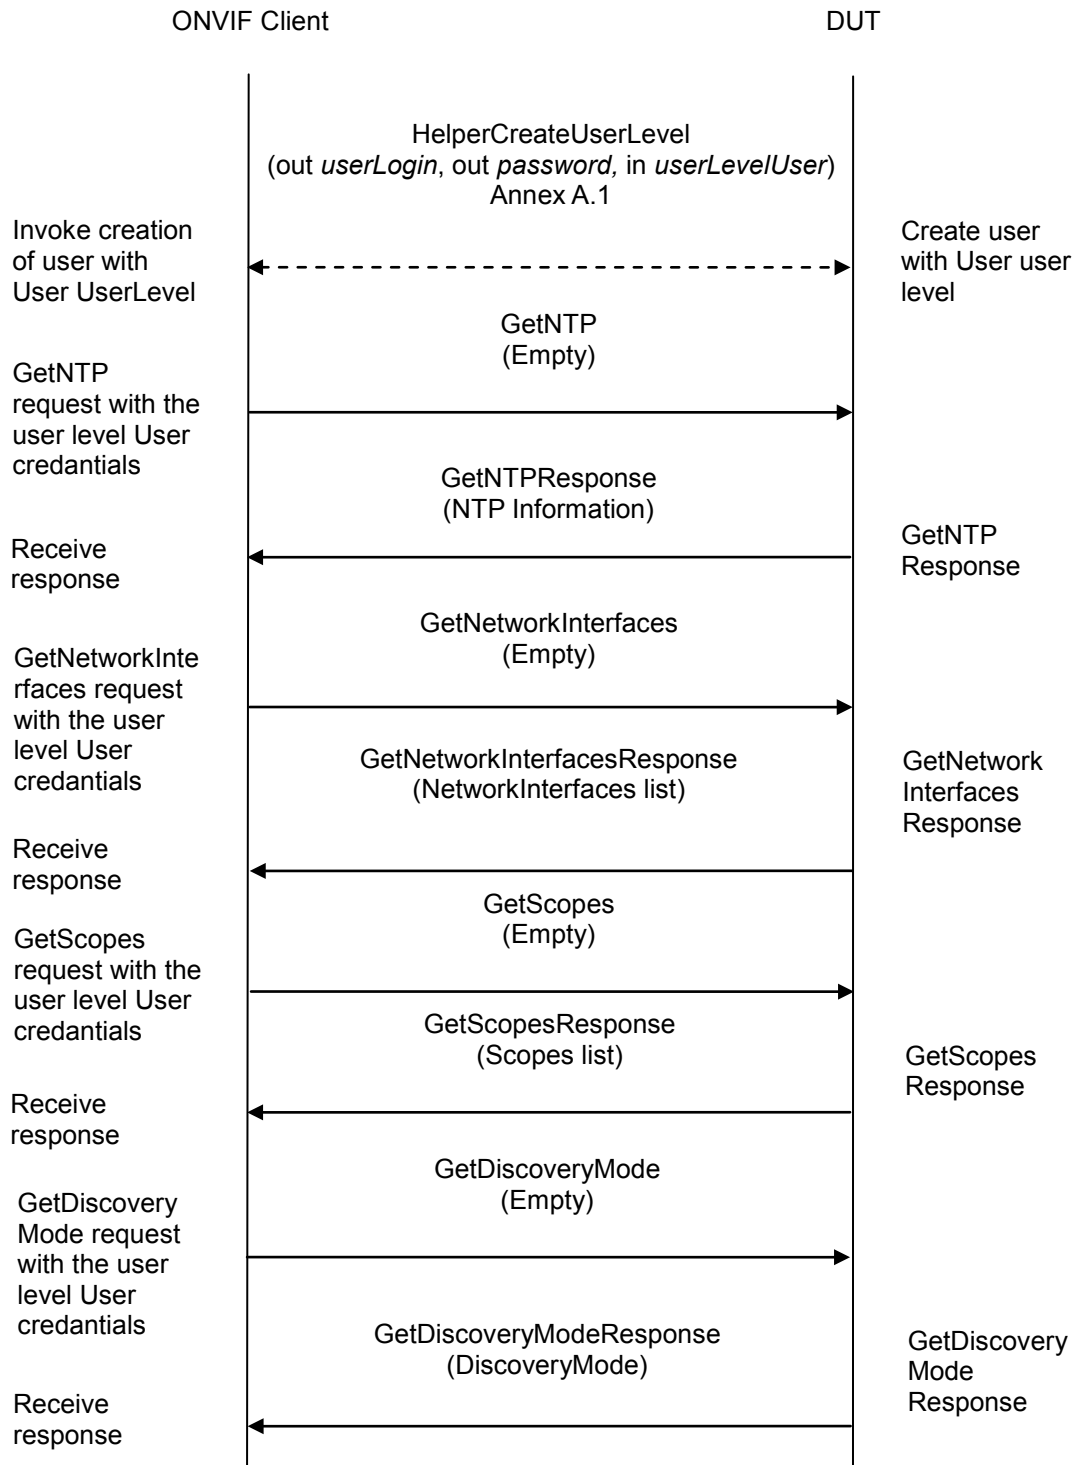 ONVIF Client
DUT
HelperCreateUserLevel
(out userLogin, out password, in userLevelUser)
Annex A.1
Invoke creation
of user with
User UserLevel
Create user
with User user
level
GetNTP
(Empty)
GetNTP
request with the
user level User
credantials
GetNTPResponse
(NTP Information)
Receive
response
GetNTP
Response
GetNetworkInterfaces
(Empty)
GetNetworkInte
rfaces request
with the user
level User
credantials
GetNetworkInterfacesResponse
(NetworkInterfaces list)
GetNetwork
Interfaces
Response
Receive
response
GetScopes
(Empty)
GetScopes
request with the
user level User
credantials
GetScopesResponse
(Scopes list)
GetScopes
Response
Receive
response
GetDiscoveryMode
(Empty)
GetDiscovery
Mode request
with the user
level User
credantials
GetDiscoveryModeResponse
(DiscoveryMode)
GetDiscovery
Mode
Response
Receive
response